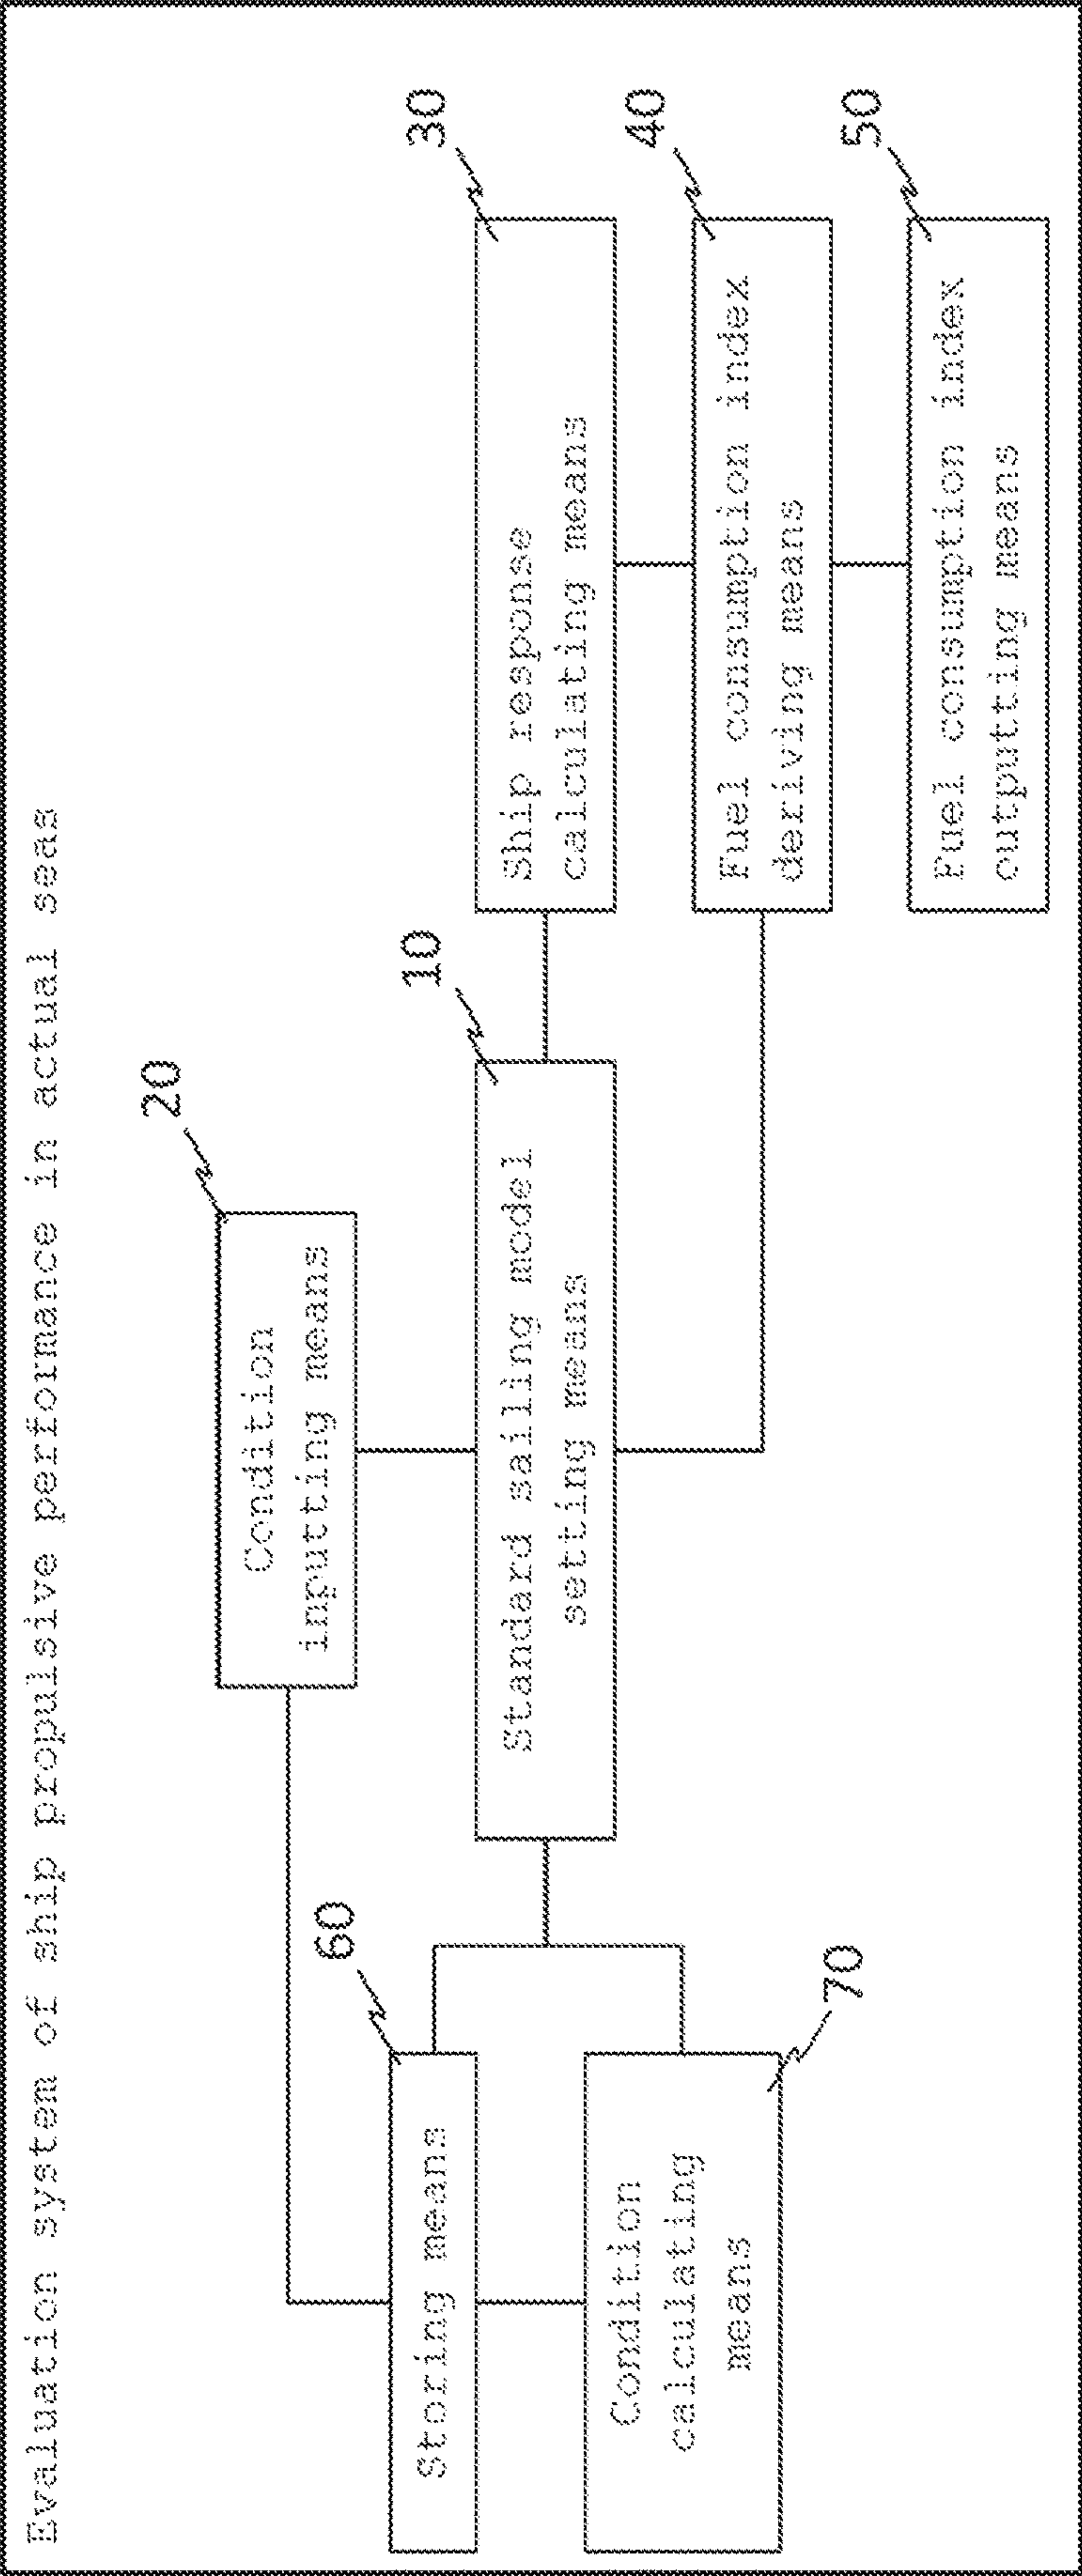 Evaluation system of ship propulsive performance in actual seas
20
Condition
inputting means
60
Storing means
70
Condition
calculating
means
10
Standard sailing model
setting means
30
Ship response
calculating means
40
Fuel consumption index
deriving means
50
Fuel consumption index
outputting means